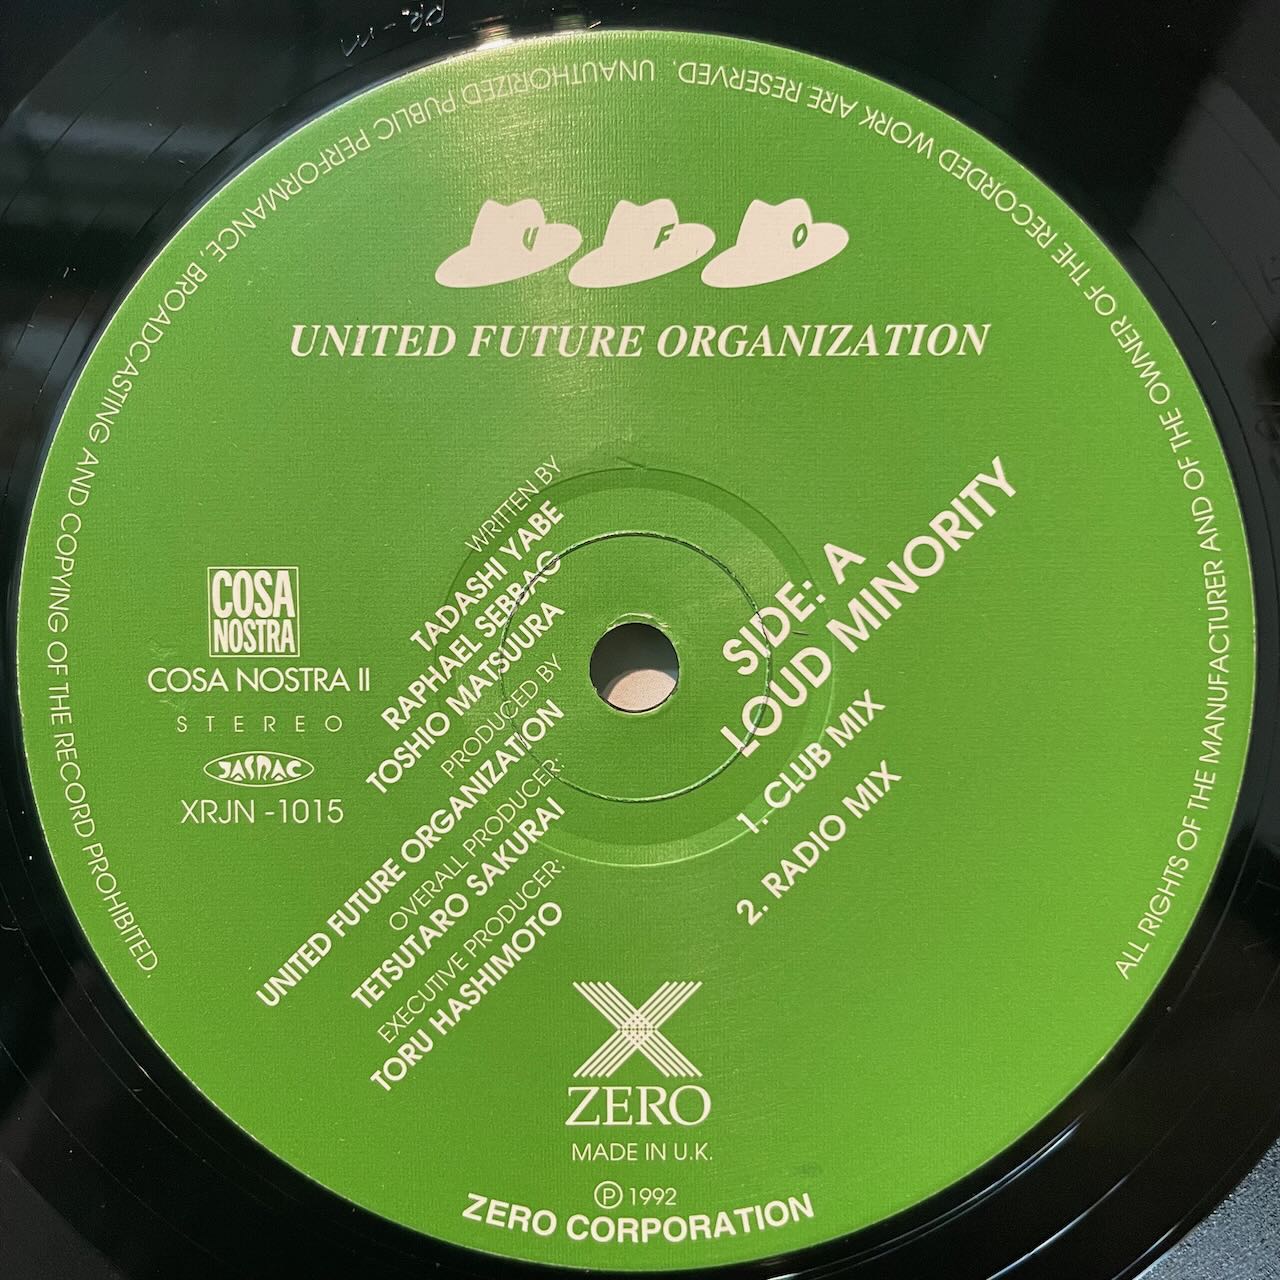 U F O
UNITED FUTURE ORGANIZATION
WRITTEN BY
TADASHI YABE
RAPHAEL SEBBAG
TOSHIO MATSUURA
PRODUCED BY
UNITED FUTURE ORGANIZATION
OVERALL PRODUCER:
TETSUTARO SAKURAI
EXECUTIVE PRODUCER:
TORU HASHIMOTO
SIDE: A
LOUD MINORITY
1. CLUB MIX
2. RADIO MIX
COSA
NOSTRA
COSA NOSTRA II
STEREO
JASRAC
XRJN -1015
X
ZERO
MADE IN U.K.
Ⓟ 1992
ZERO CORPORATION
ALL RIGHTS OF THE MANUFACTURER AND OF THE OWNER OF THE RECORDED WORK ARE RESERVED. UNAUTHORIZED PUBLIC PERFORMANCE, BROADCASTING AND COPYING OF THE RECORD PROHIBITED.